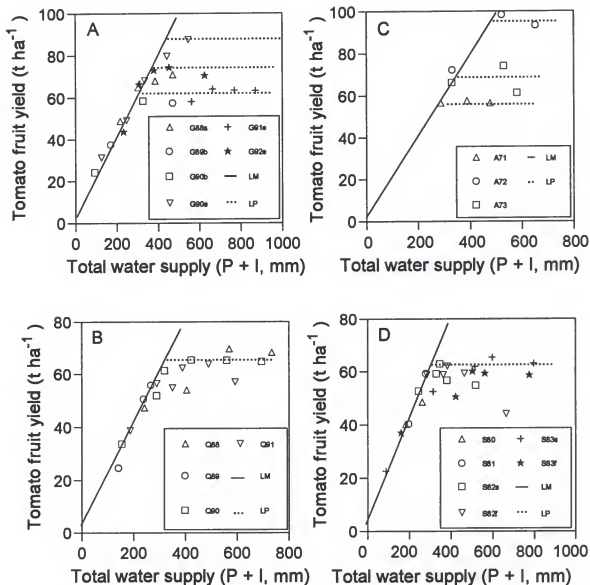 A
Tomato fruit yield (t ha⁻¹)
100
80
60
40
20
0
G88a
G89b
G90b
G90e
G91e
G92e
LM
LP
0 200 400 600 800 1000
Total water supply (P + I, mm)
C
Tomato fruit yield (t ha⁻¹)
100
80
60
40
20
0
A71
A72
A73
LM
LP
0 200 400 600 800
Total water supply (P + I, mm)
B
Tomato fruit yield (t ha⁻¹)
80
60
40
20
0
Q88
Q89
Q90
Q91
LM
LP
0 200 400 600 800
Total water supply (P + I, mm)
D
Tomato fruit yield (t ha⁻¹)
80
60
40
20
0
S80
S81
S82s
S82f
S83s
S83f
LM
LP
0 200 400 600 800 1000
Total water supply (P + I, mm)